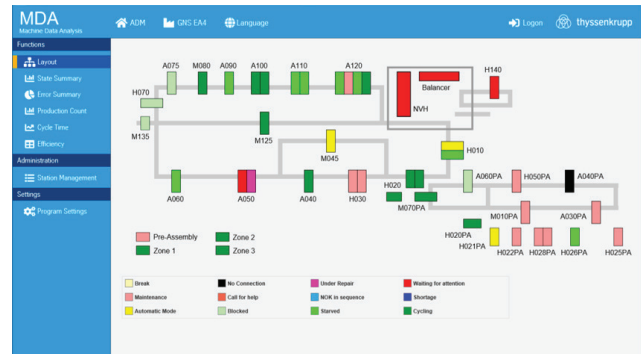 MDA
Machine Data Analysis
ADM
GNS EA4
Language
Logon
thyssenkrupp
Functions
Layout
State Summary
Error Summary
Production Count
Cycle Time
Efficiency
Administration
Station Management
Settings
Program Settings
A075 M080 A090 A100 A110 A120
Balancer
H140
H070
NVH
M135
M125
M045
H010
A060 A050 A040 H030
H020
M070PA
A060PA H050PA A040PA
M010PA A030PA
H020PA
H021PA
H022PA H028PA H026PA H025PA
Pre-Assembly Zone 2
Zone 1 Zone 3
Break No Connection Under Repair Waiting for attention
Maintenance Call for help NOK in sequence Shortage
Automatic Mode Blocked Starved Cycling